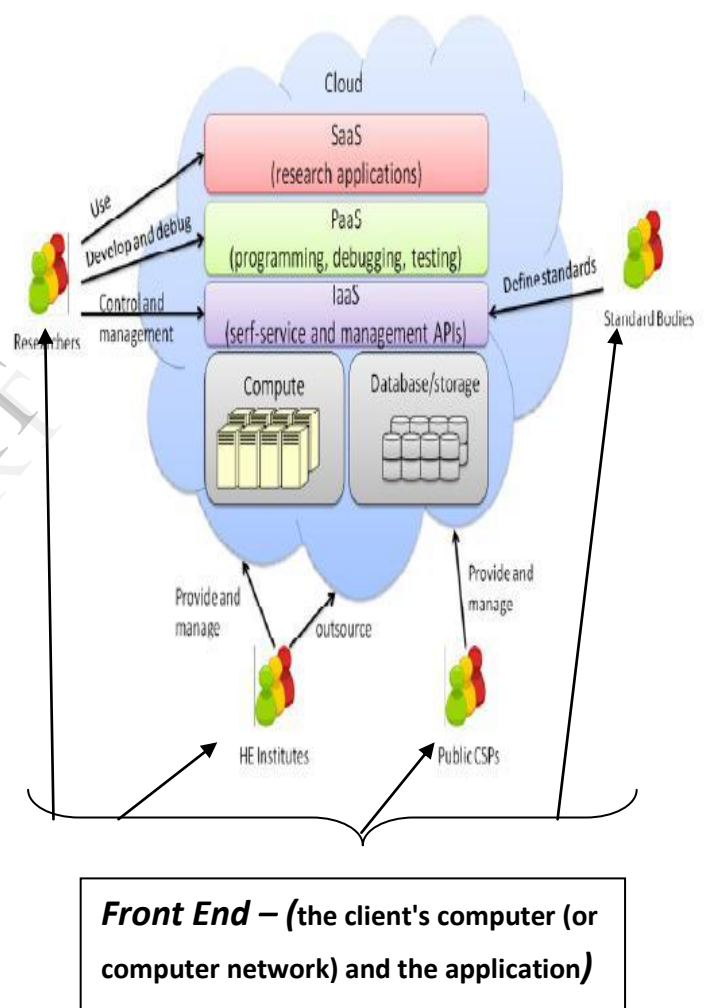 Cloud
SaaS
(research applications)
Use
Develop and debug
PaaS
(programming, debugging, testing)
Control and
management
IaaS
(serf-service and management APIs)
Define standards
Researchers
Standard Bodies
Compute
Database/storage
Provide and
manage
outsource
Provide and
manage
HE Institutes
Public CSPs
Front End – (the client's computer (or
computer network) and the application)